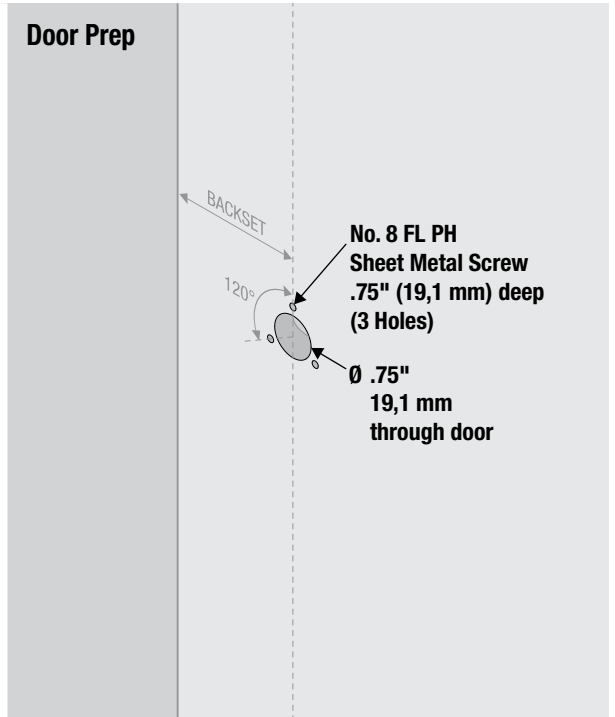 Door Prep
BACKSET
120°
No. 8 FL PH
Sheet Metal Screw
.75" (19,1 mm) deep
(3 Holes)
Ø .75"
19,1 mm
through door